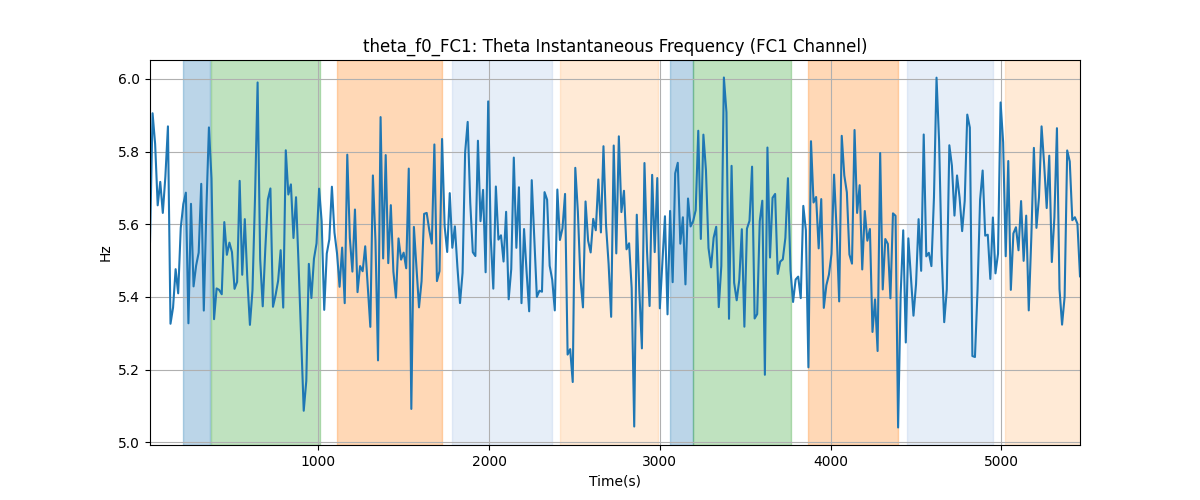 theta_f0_FC1: Theta Instantaneous Frequency (FC1 Channel)
6.0
5.8
5.6
5.4
5.2
5.0
Hz
1000 2000 3000 4000 5000
Time(s)